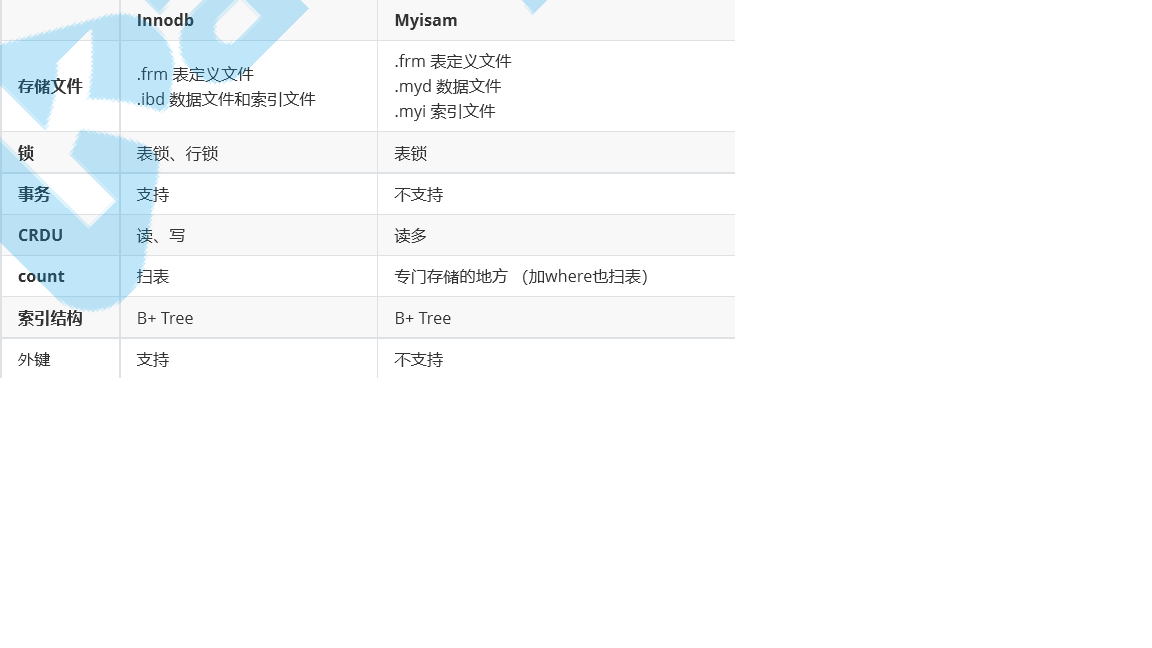 Innodb Myisam
存储文件 .frm 表定义文件 .frm 表定义文件
.ibd 数据文件和索引文件 .myd 数据文件
.myi 索引文件
锁 表锁、行锁 表锁
事务 支持 不支持
CRDU 读、写 读多
count 扫表 专门存储的地方 （加where也扫表）
索引结构 B+ Tree B+ Tree
外键 支持 不支持